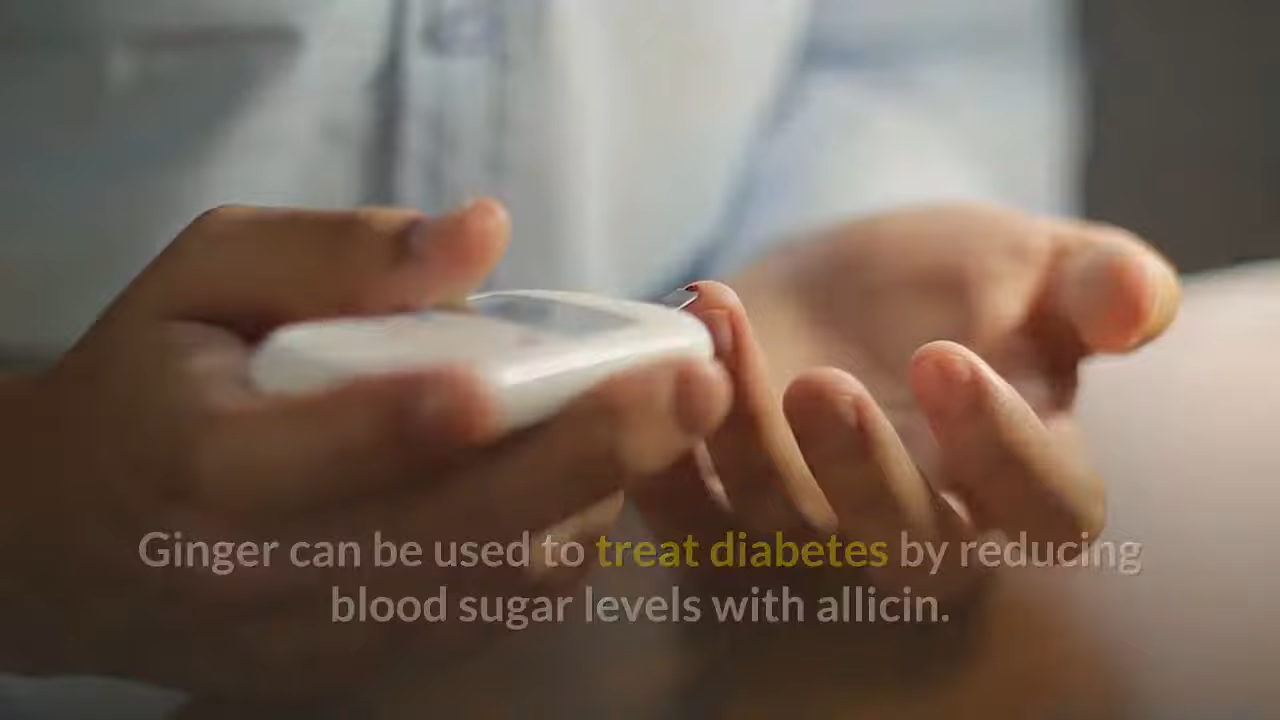 Ginger can be used to treat diabetes by reducing
blood sugar levels with allicin.